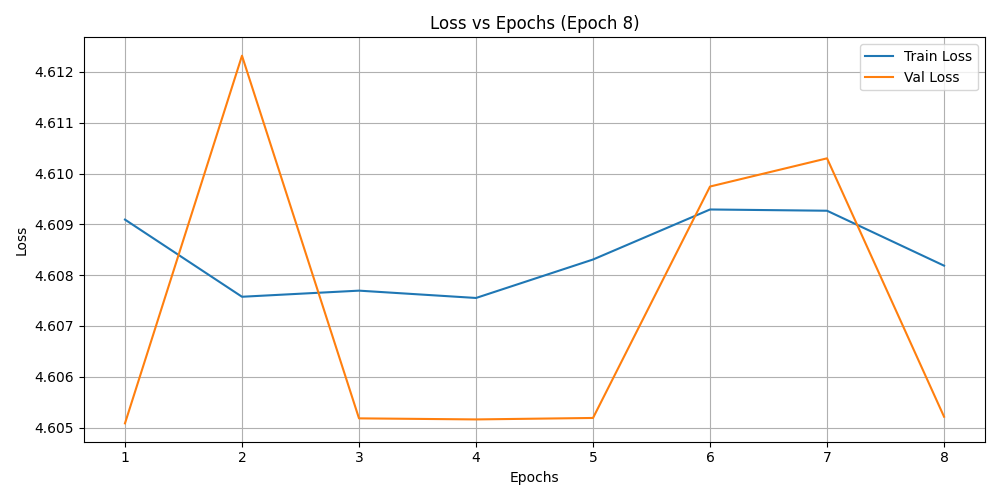 Loss vs Epochs (Epoch 8)
Train Loss
Val Loss
4.612
4.611
4.610
4.609
4.608
4.607
4.606
4.605
Loss
1 2 3 4 5 6 7 8
Epochs